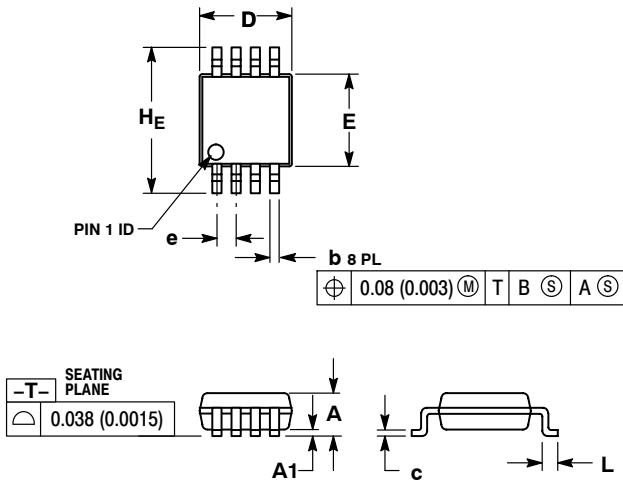 D
HE
E
PIN 1 ID
e
b 8 PL
⌖ 0.08 (0.003) Ⓜ T B Ⓢ A Ⓢ
–T– SEATING PLANE
⌓ 0.038 (0.0015)
A
A1
c
L